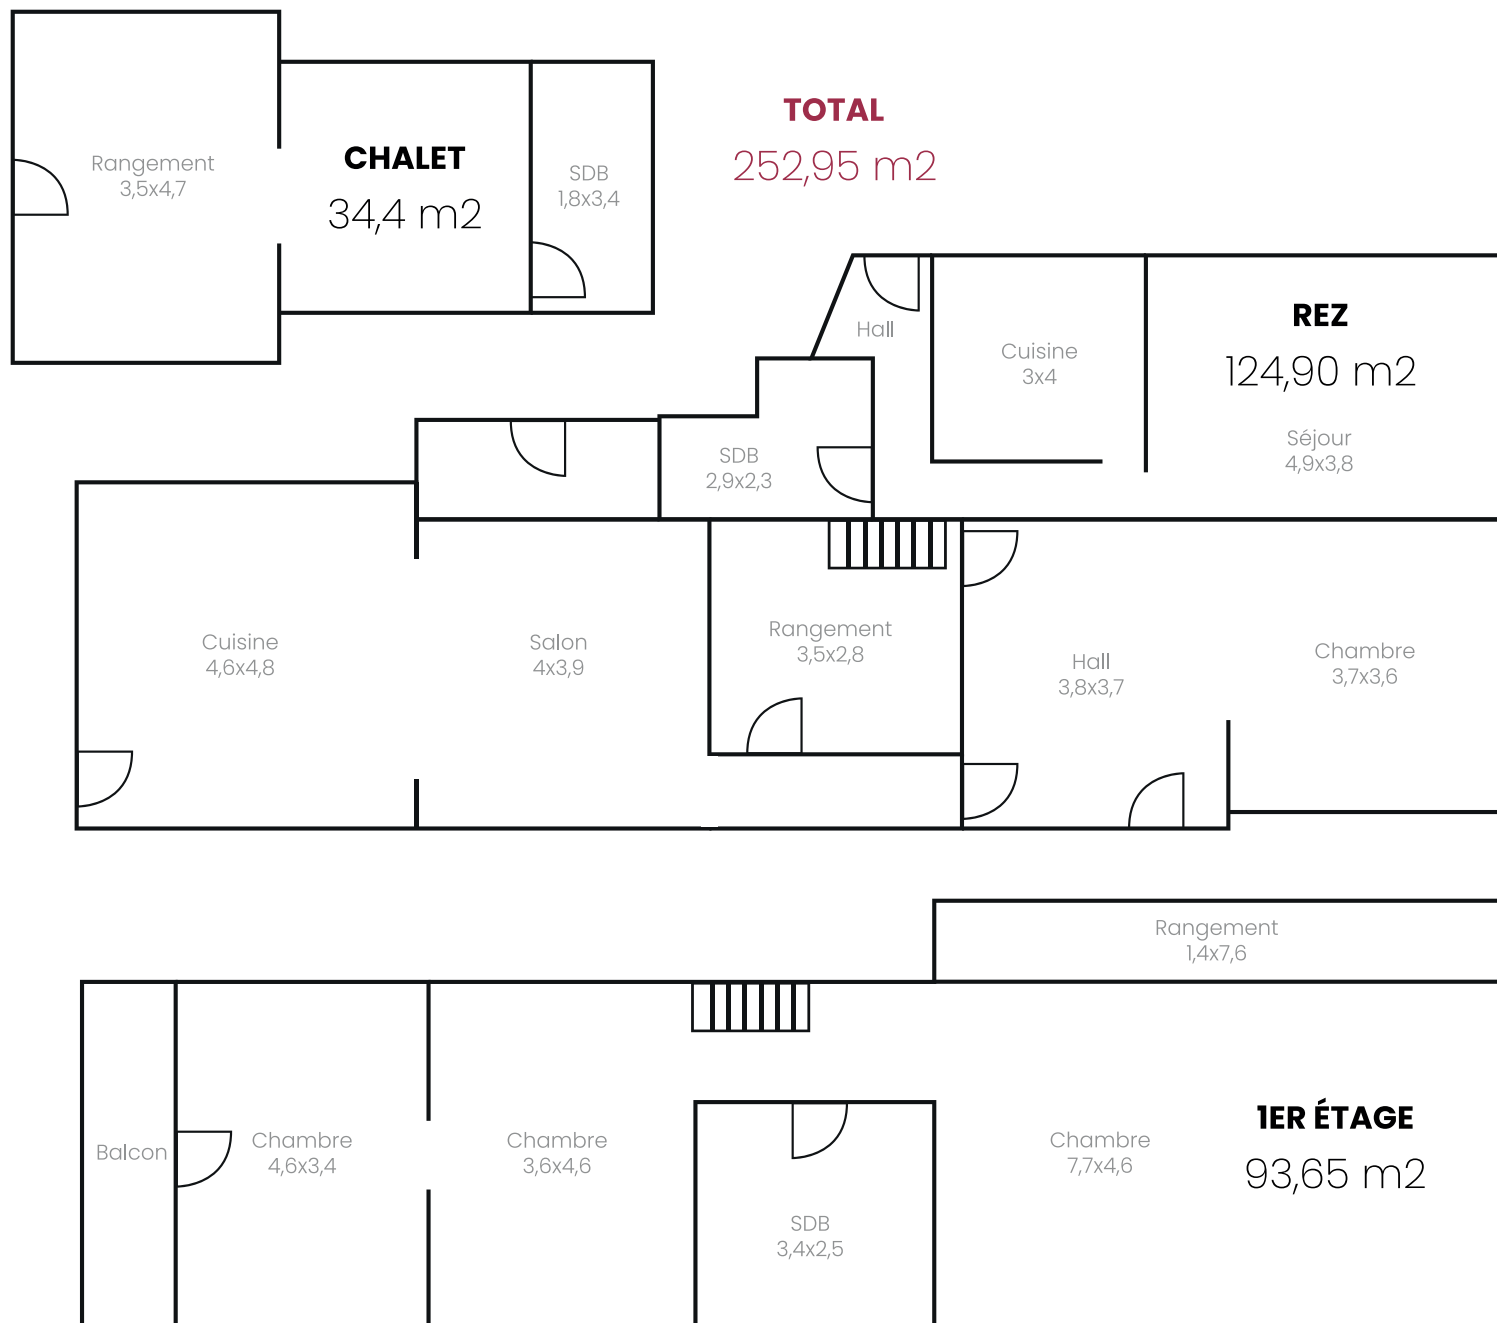 TOTAL
252,95 m2
Rangement
3,5x4,7
CHALET
34,4 m2
SDB
1,8x3,4
Hall
Cuisine
3x4
REZ
124,90 m2
Séjour
4,9x3,8
SDB
2,9x2,3
Cuisine
4,6x4,8
Salon
4x3,9
Rangement
3,5x2,8
Hall
3,8x3,7
Chambre
3,7x3,6
Rangement
1,4x7,6
Balcon
Chambre
4,6x3,4
Chambre
3,6x4,6
SDB
3,4x2,5
Chambre
7,7x4,6
1ER ÉTAGE
93,65 m2